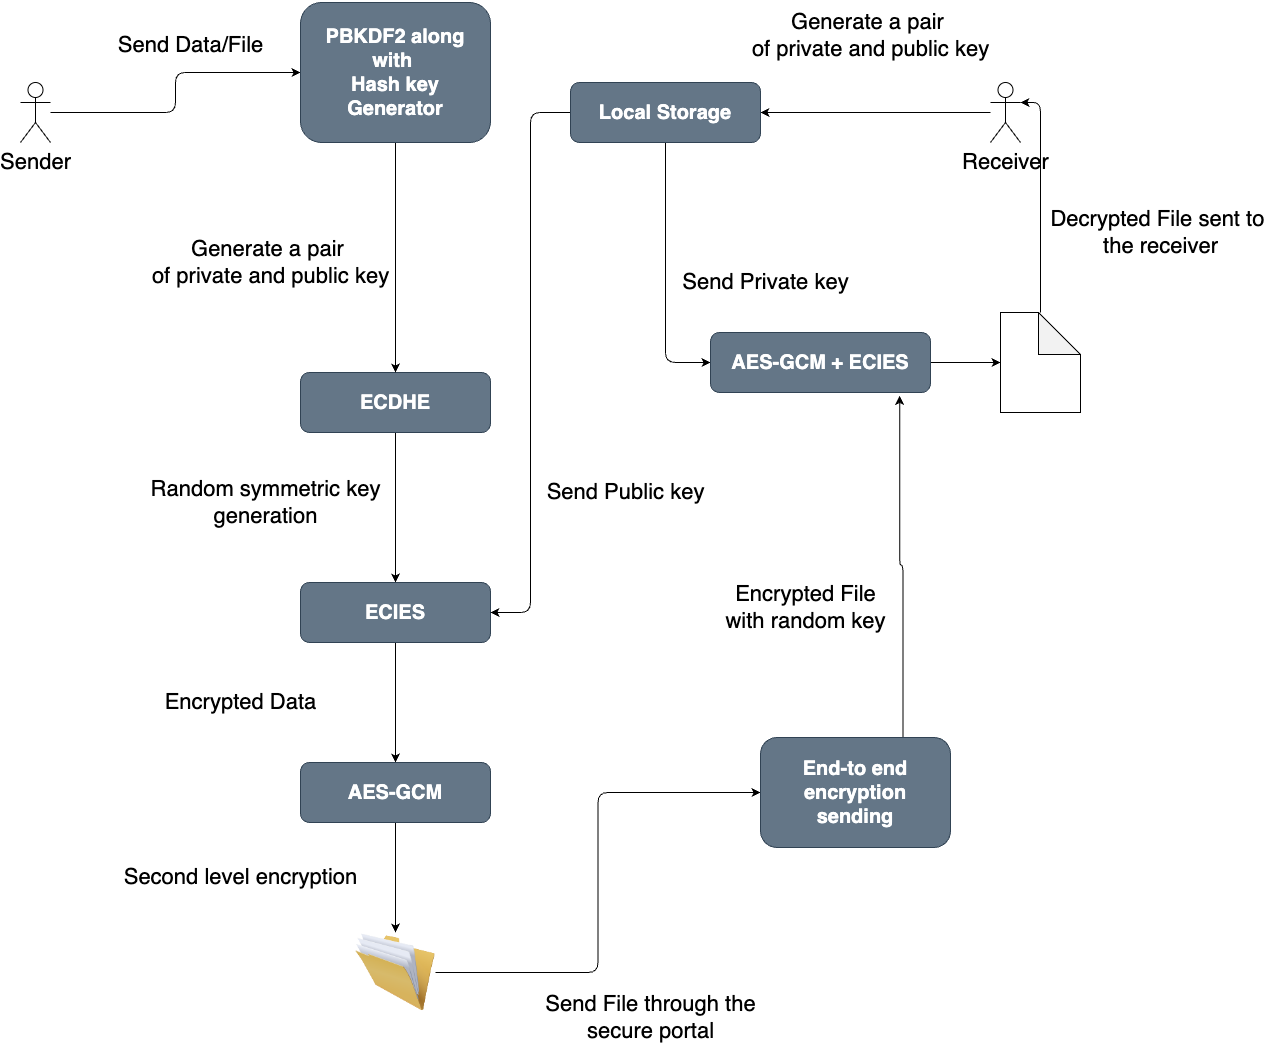 Send Data/File
Sender
PBKDF2 along
with
Hash key
Generator
Generate a pair
of private and public key
Local Storage
Receiver
Decrypted File sent to
the receiver
Generate a pair
of private and public key
Send Private key
AES-GCM + ECIES
ECDHE
Random symmetric key
generation
Send Public key
ECIES
Encrypted File
with random key
Encrypted Data
AES-GCM
End-to end
encryption
sending
Second level encryption
Send File through the
secure portal